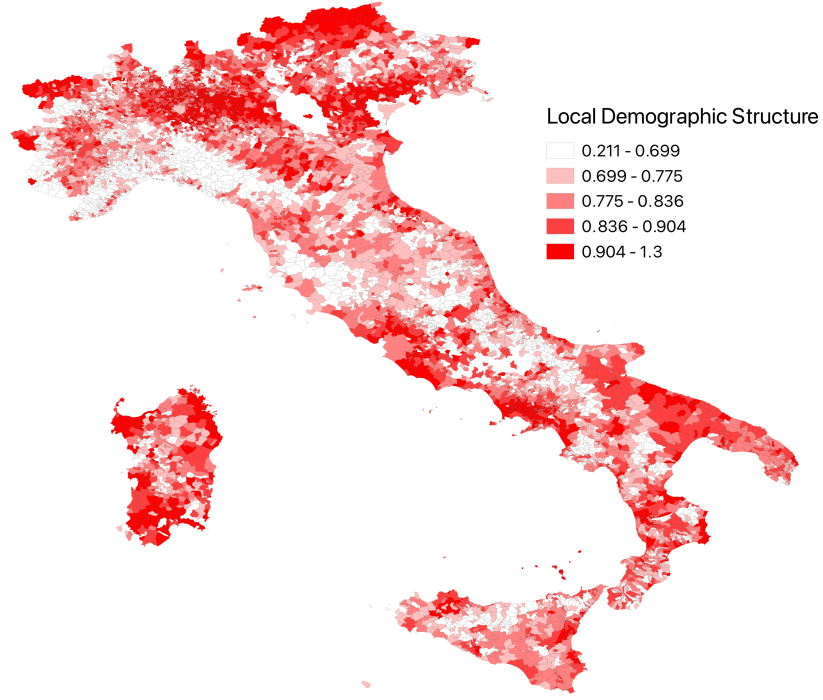 Local Demographic Structure
0.211 - 0.699
0.699 - 0.775
0.775 - 0.836
0.836 - 0.904
0.904 - 1.3